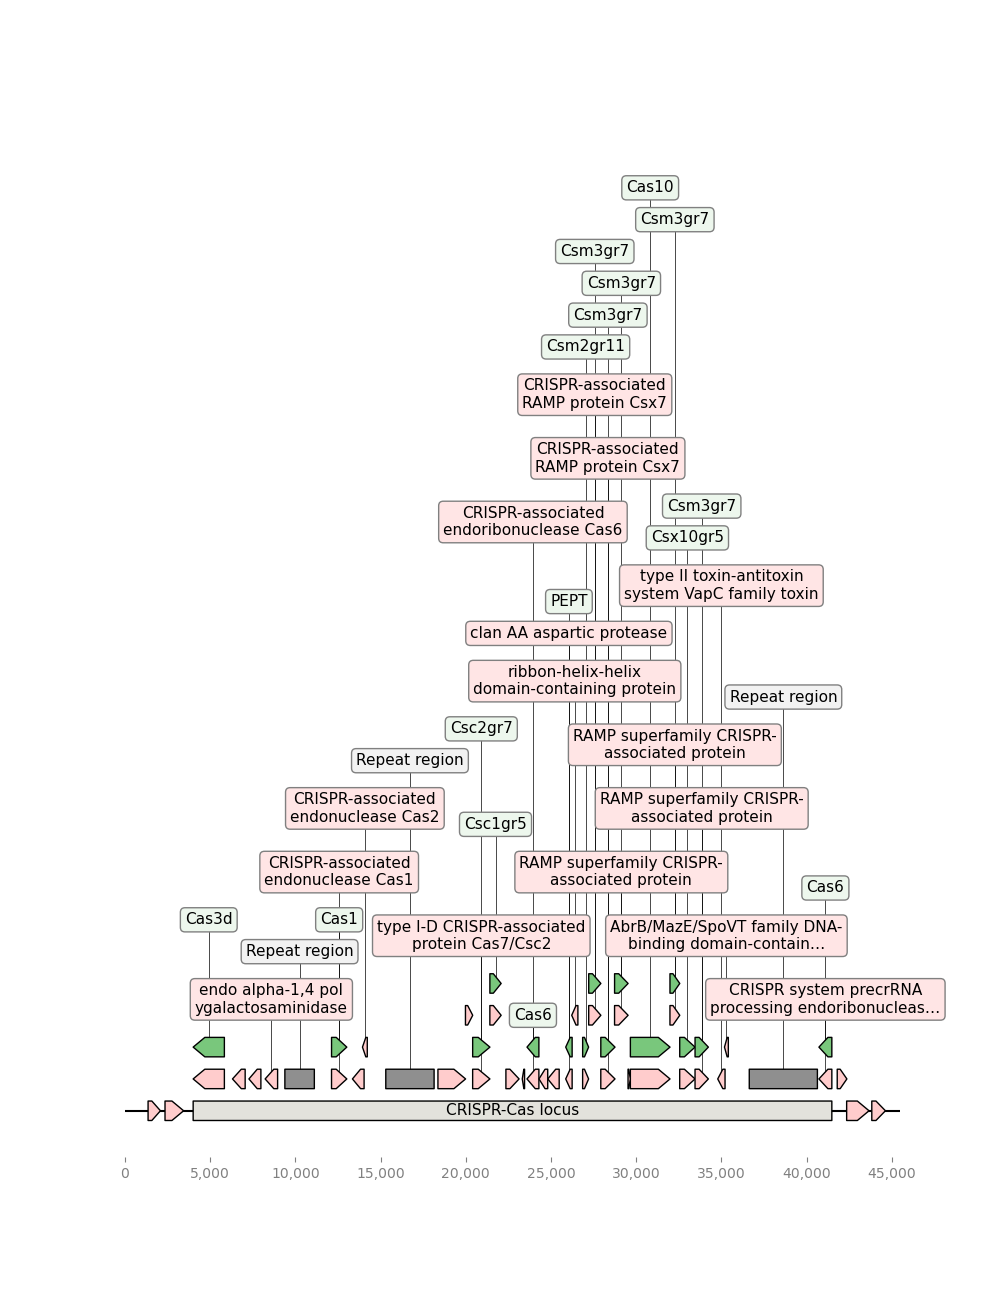 Cas10
Csm3gr7
Csm3gr7
Csm3gr7
Csm3gr7
Csm2gr11
CRISPR-associated
RAMP protein Csx7
CRISPR-associated
RAMP protein Csx7
Csm3gr7
CRISPR-associated
endoribonuclease Cas6
Csx10gr5
type II toxin-antitoxin
system VapC family toxin
PEPT
clan AA aspartic protease
ribbon-helix-helix
domain-containing protein
Repeat region
Csc2gr7
RAMP superfamily CRISPR-
associated protein
Repeat region
CRISPR-associated
endonuclease Cas2
RAMP superfamily CRISPR-
associated protein
Csc1gr5
CRISPR-associated
endonuclease Cas1
RAMP superfamily CRISPR-
associated protein
Cas6
Cas3d
Cas1
type I-D CRISPR-associated
protein Cas7/Csc2
AbrB/MazE/SpoVT family DNA-
binding domain-contain...
Repeat region
endo alpha-1,4 pol
ygalactosaminidase
CRISPR system precrRNA
processing endoribonucleas...
Cas6
CRISPR-Cas locus
0 5,000 10,000 15,000 20,000 25,000 30,000 35,000 40,000 45,000